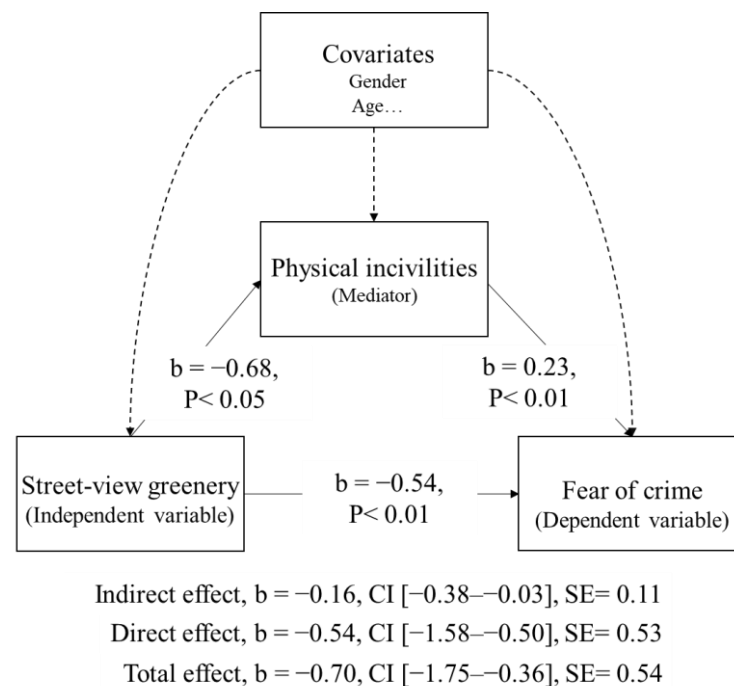 Covariates
Gender
Age…
Physical incivilities
(Mediator)
b = −0.68,
P< 0.05
b = 0.23,
P< 0.01
Street-view greenery
(Independent variable)
b = −0.54,
P< 0.01
Fear of crime
(Dependent variable)
Indirect effect, b = −0.16, CI [−0.38–−0.03], SE= 0.11
Direct effect, b = −0.54, CI [−1.58–−0.50], SE= 0.53
Total effect, b = −0.70, CI [−1.75–−0.36], SE= 0.54